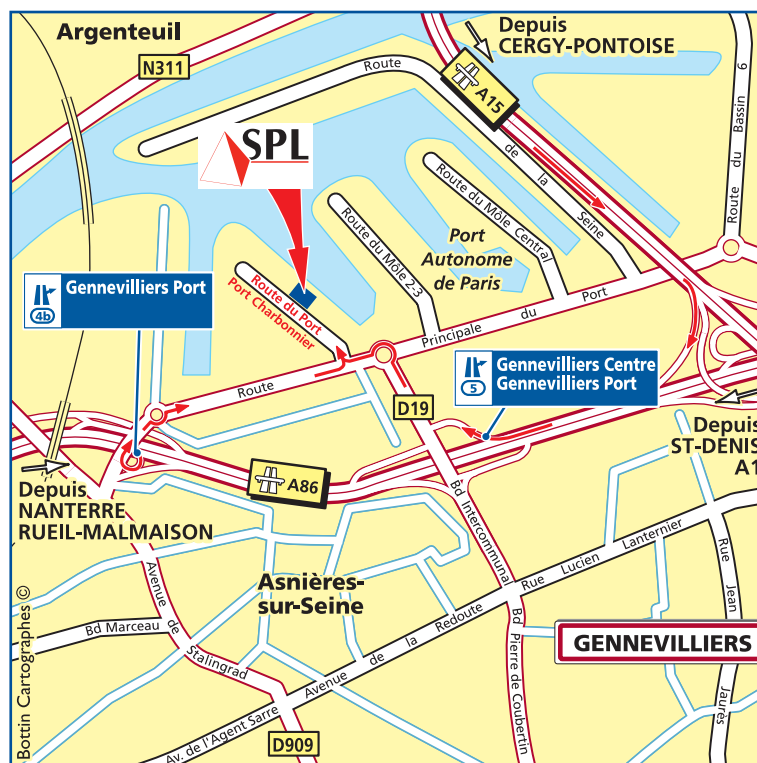 Argenteuil
N311
Depuis
CERGY-PONTOISE
A15
Route
de
la
Seine
Route du Bassin 6
SPL
Route du Môle Central
Route du Môle 2-3
Port
Autonome
de Paris
Route du Port
Port Charbonnier
Gennevilliers Port
4b
Route
Principale du Port
Gennevilliers Centre
Gennevilliers Port
5
D19
Depuis
ST-DENIS
A1
Depuis
NANTERRE
RUEIL-MALMAISON
A86
Bd Intercommunal
Asnières-
sur-Seine
Avenue de
Stalingrad
Bd Marceau
Rue Lucien Lanternier
Avenue de la Redoute
Av. de l'Agent Sarre
Bd Pierre de Coubertin
Rue Jean
Jaurès
GENNEVILLIERS
D909
Bottin Cartographes ©